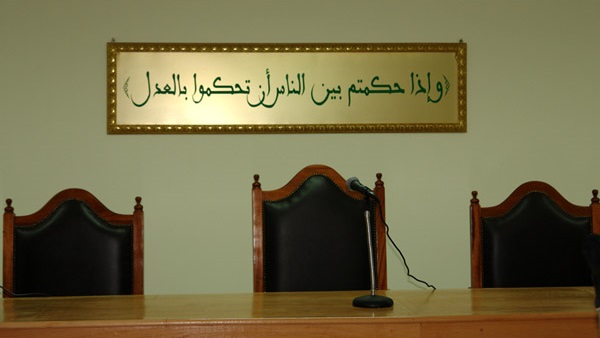 ﴿وإذا حكمتم بين الناس أن تحكموا بالعدل﴾